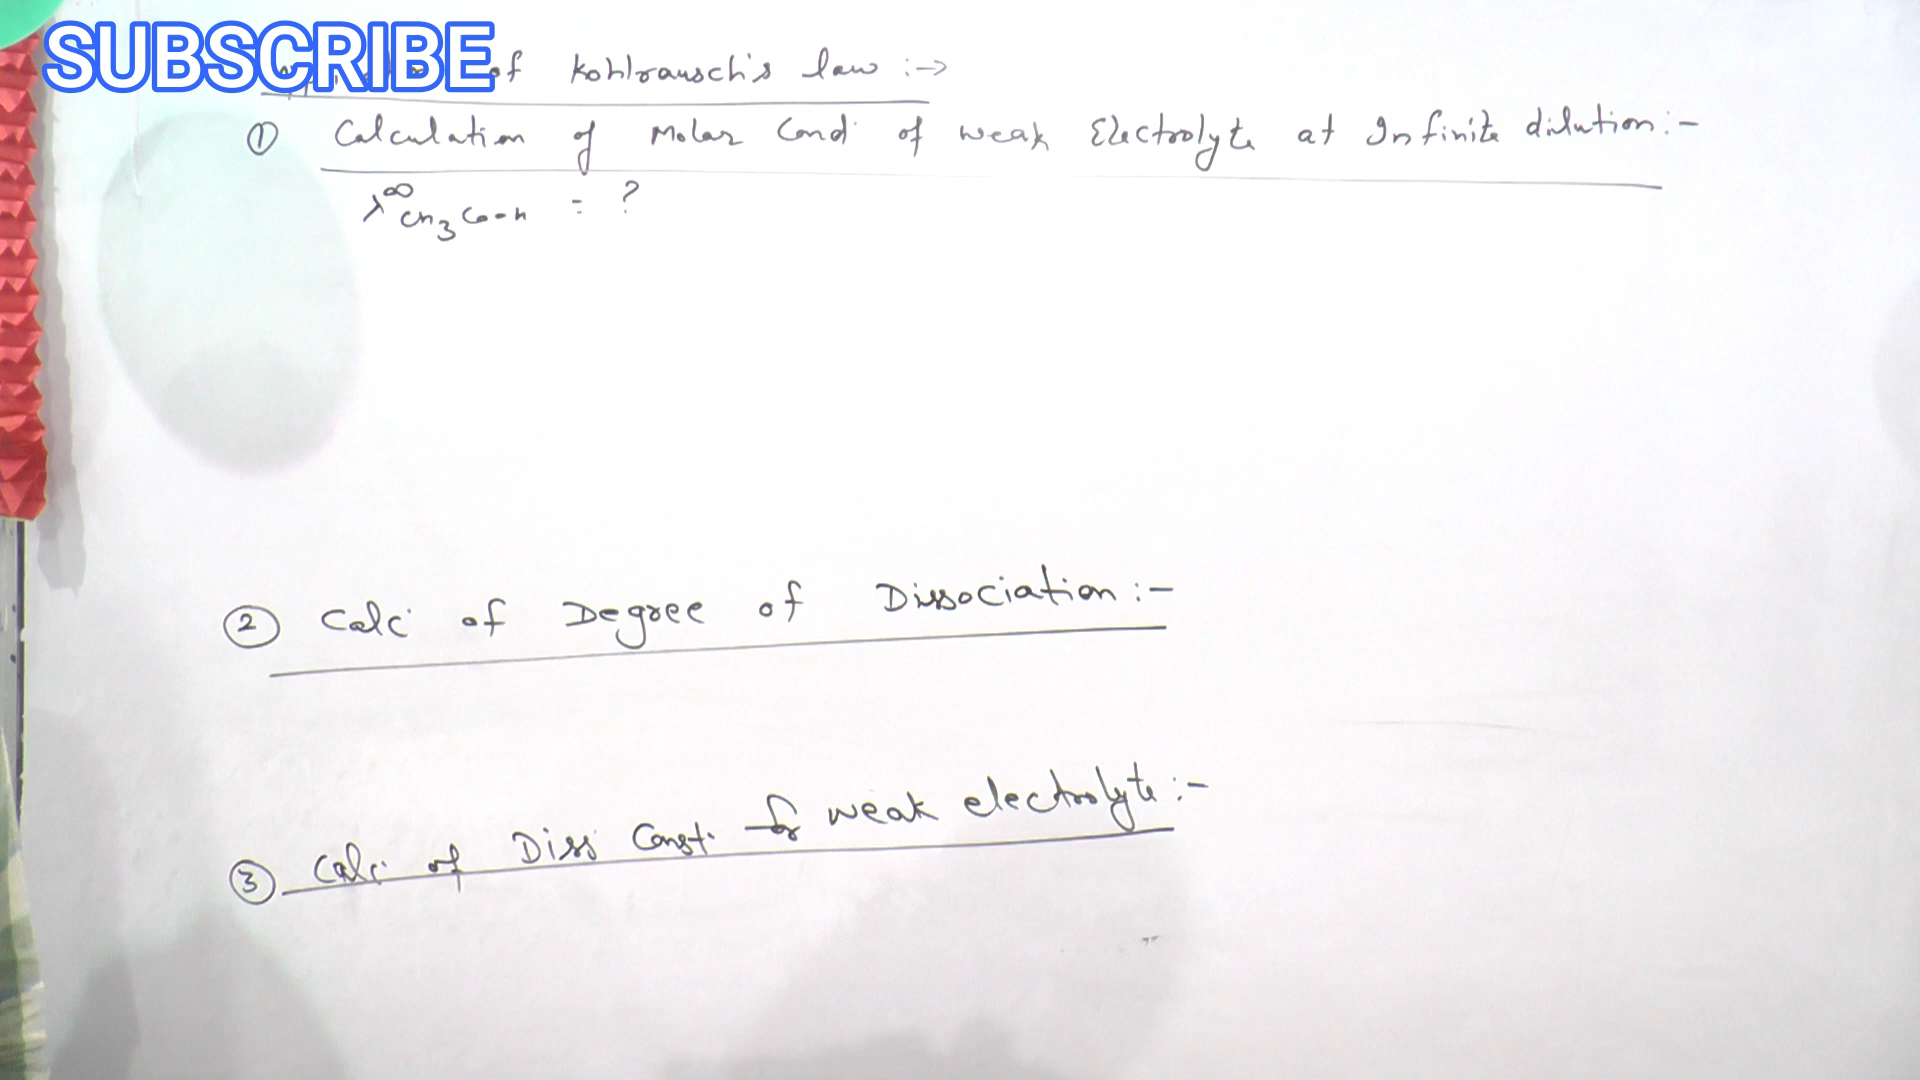 SUBSCRIBE
of Kohlrausch's law :→
① Calculation of Molar Cond. of weak Electrolyte at Infinite dilution :-
λ∞ CH3COOH = ?
② Calc. of Degree of Dissociation :-
③ Calc. of Diss. Const. for weak electrolyte :-